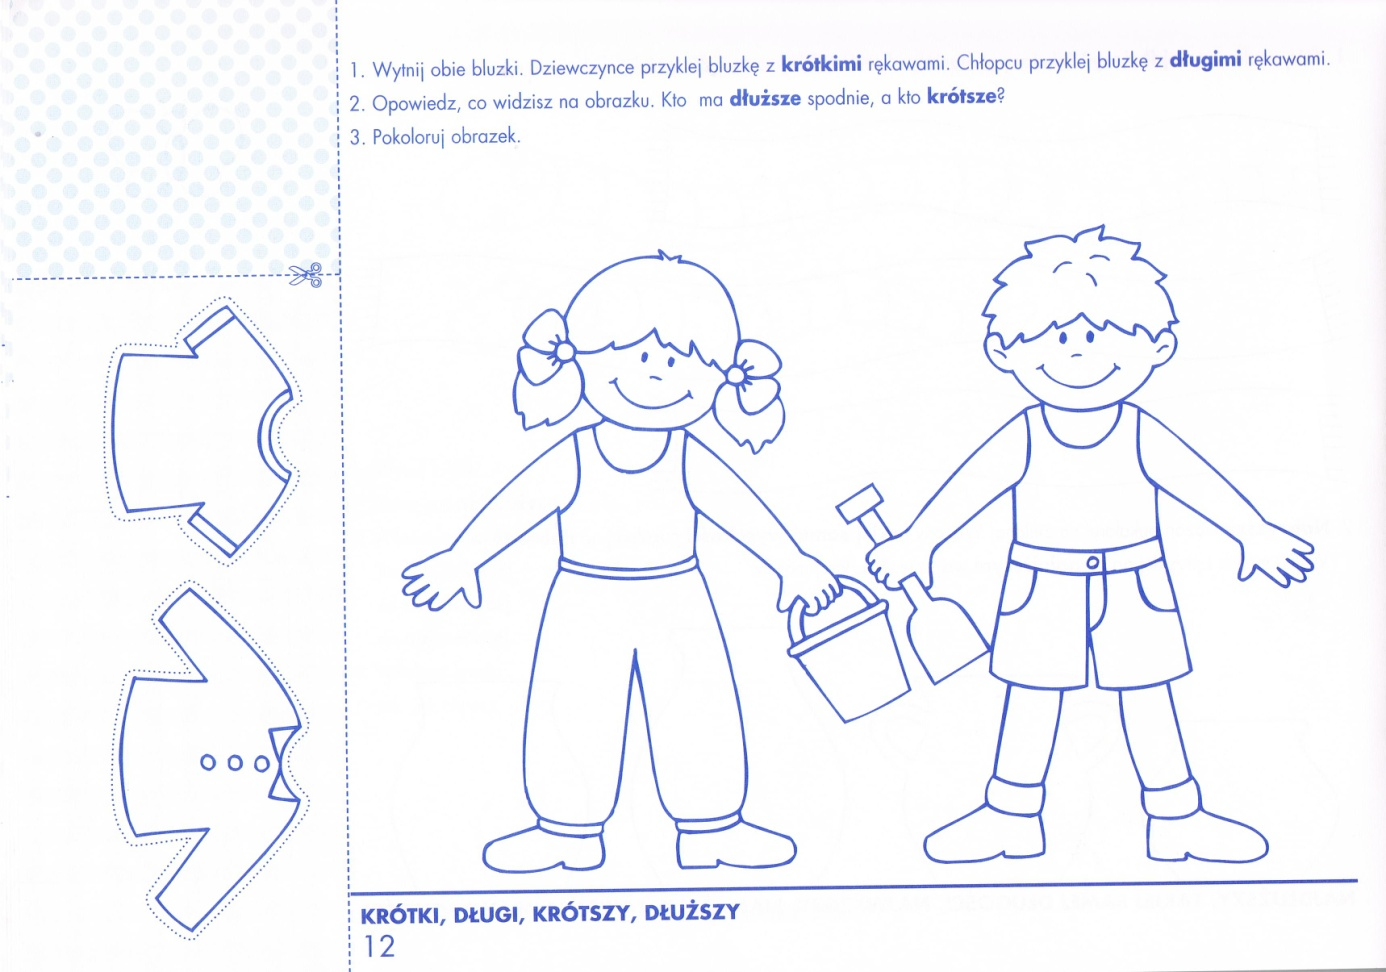 1. Wytnij obie bluzki. Dziewczynce przyklej bluzkę z krótkimi rękawami. Chłopcu przyklej bluzkę z długimi rękawami.
2. Opowiedz, co widzisz na obrazku. Kto ma dłuższe spodnie, a kto krótsze?
3. Pokoloruj obrazek.
KRÓTKI, DŁUGI, KRÓTSZY, DŁUŻSZY
12